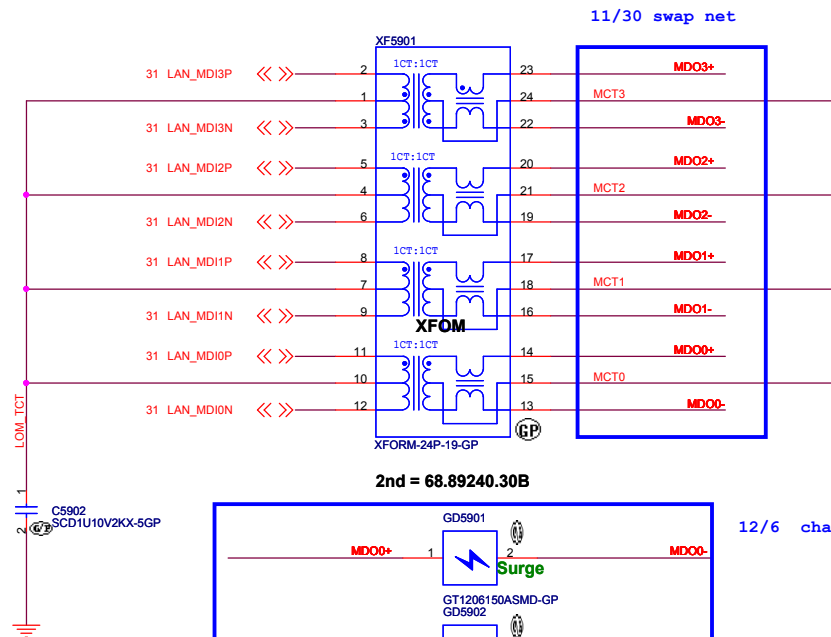 11/30 swap net
XF5901
1CT:1CT
31 LAN_MDI3P
2
23
MDO3+
1
24
MCT3
31 LAN_MDI3N
3
22
MDO3-
1CT:1CT
31 LAN_MDI2P
5
20
MDO2+
4
21
MCT2
31 LAN_MDI2N
6
19
MDO2-
1CT:1CT
31 LAN_MDI1P
8
17
MDO1+
7
18
MCT1
31 LAN_MDI1N
9
16
MDO1-
XFOM
1CT:1CT
31 LAN_MDI0P
11
14
MDO0+
10
15
MCT0
31 LAN_MDI0N
12
13
MDO0-
GP
XFORM-24P-19-GP
LOM_TCT
2nd = 68.89240.30B
1
C5902
SCD1U10V2KX-5GP
2
GD5901
12/6 cha
MDO0+
1
2
MDO0-
Surge
GT1206150ASMD-GP
GD5902